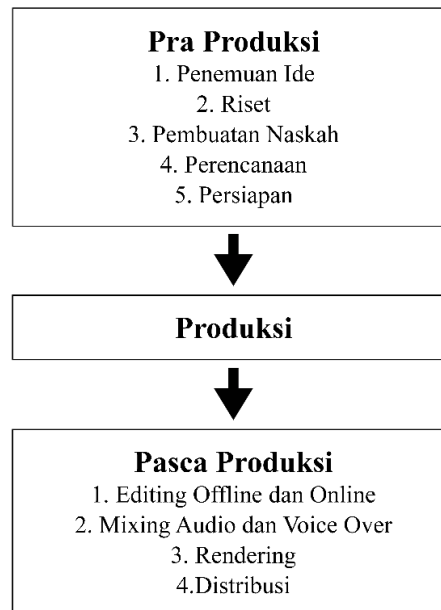 Pra Produksi
1. Penemuan Ide
2. Riset
3. Pembuatan Naskah
4. Perencanaan
5. Persiapan
Produksi
Pasca Produksi
1. Editing Offline dan Online
2. Mixing Audio dan Voice Over
3. Rendering
4.Distribusi